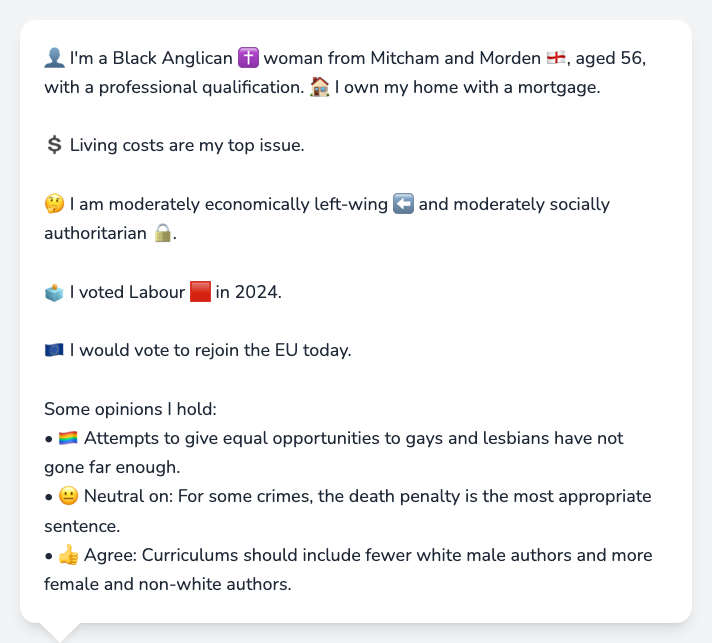 👤 I'm a Black Anglican ✝️ woman from Mitcham and Morden 🏴󠁧󠁢󠁥󠁮󠁧󠁿, aged 56,
with a professional qualification. 🏠 I own my home with a mortgage.
💲 Living costs are my top issue.
🤔 I am moderately economically left-wing ⬅️ and moderately socially
authoritarian 🔒.
🗳️ I voted Labour 🟥 in 2024.
🇪🇺 I would vote to rejoin the EU today.
Some opinions I hold:
• 🏳️‍🌈 Attempts to give equal opportunities to gays and lesbians have not
gone far enough.
• 😐 Neutral on: For some crimes, the death penalty is the most appropriate
sentence.
• 👍 Agree: Curriculums should include fewer white male authors and more
female and non-white authors.